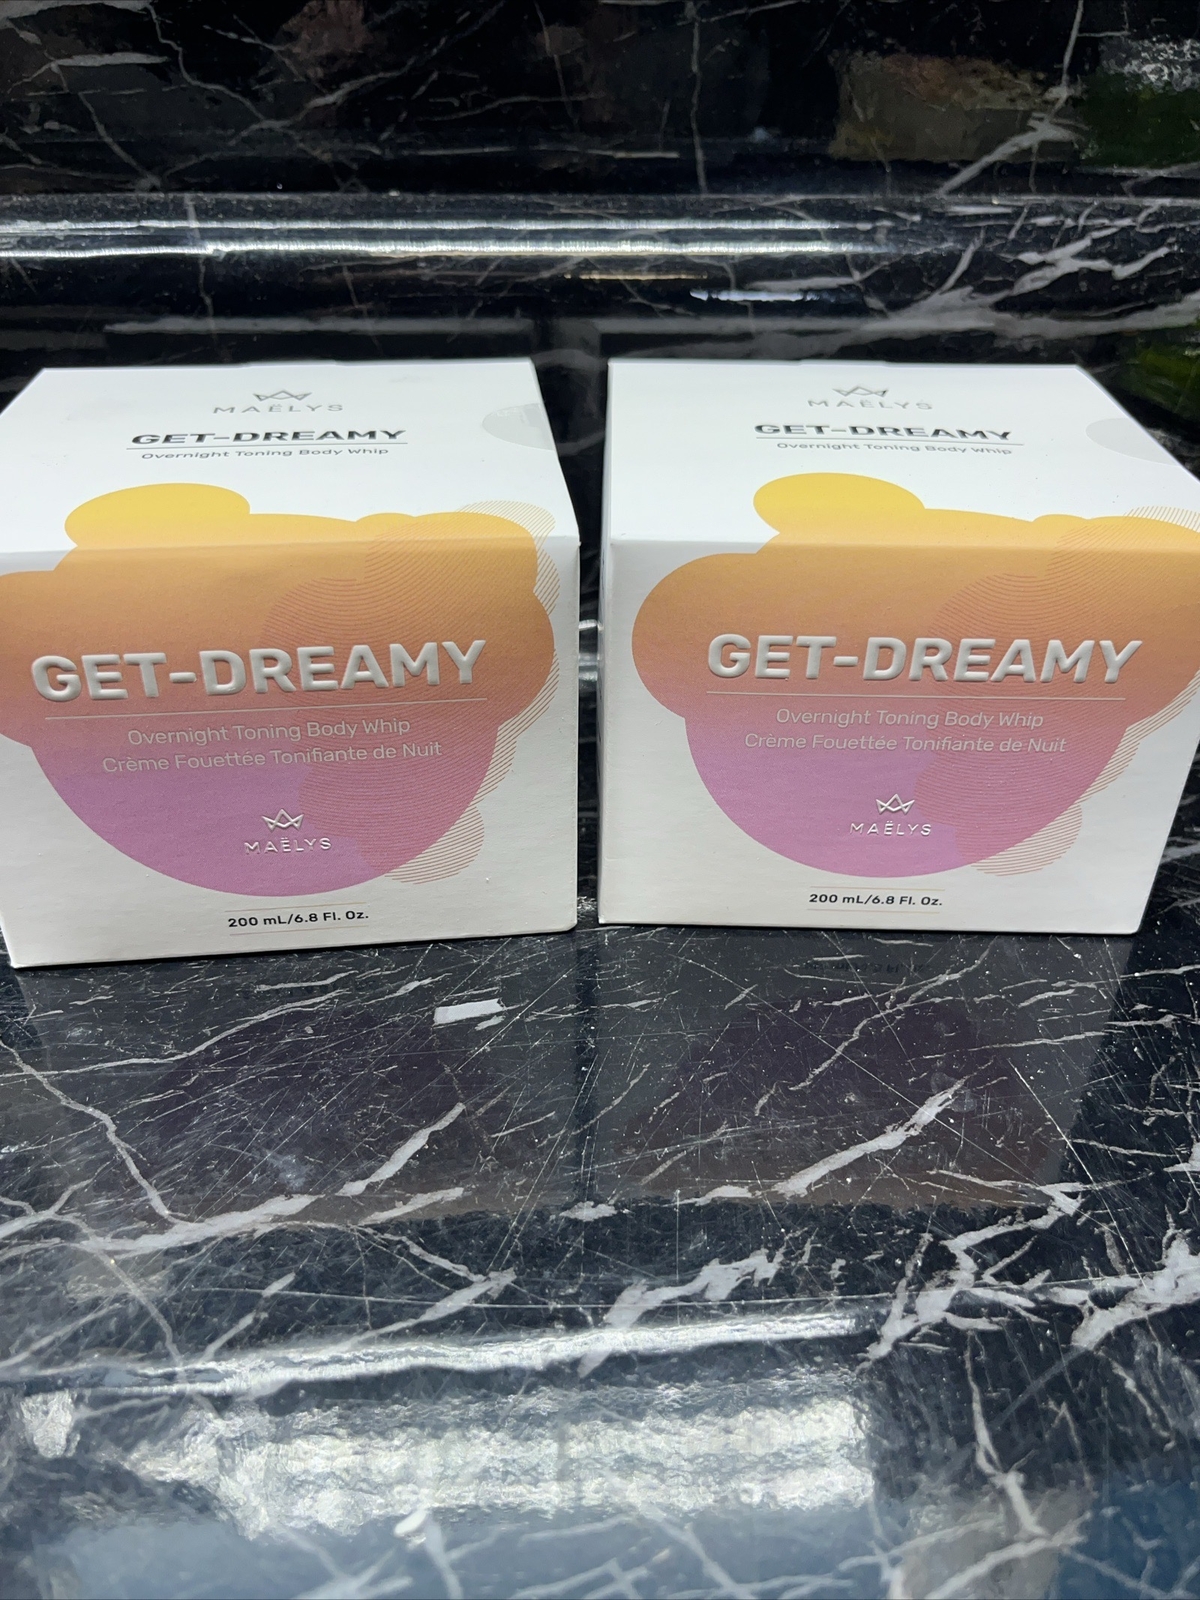 MAËLYS
GET-DREAMY
Overnight Toning Body Whip
GET-DREAMY
Overnight Toning Body Whip
Crème Fouettée Tonifiante de Nuit
MAËLYS
200 mL/6.8 Fl. Oz.
MAËLYS
GET-DREAMY
Overnight Toning Body Whip
GET-DREAMY
Overnight Toning Body Whip
Crème Fouettée Tonifiante de Nuit
MAËLYS
200 mL/6.8 Fl. Oz.